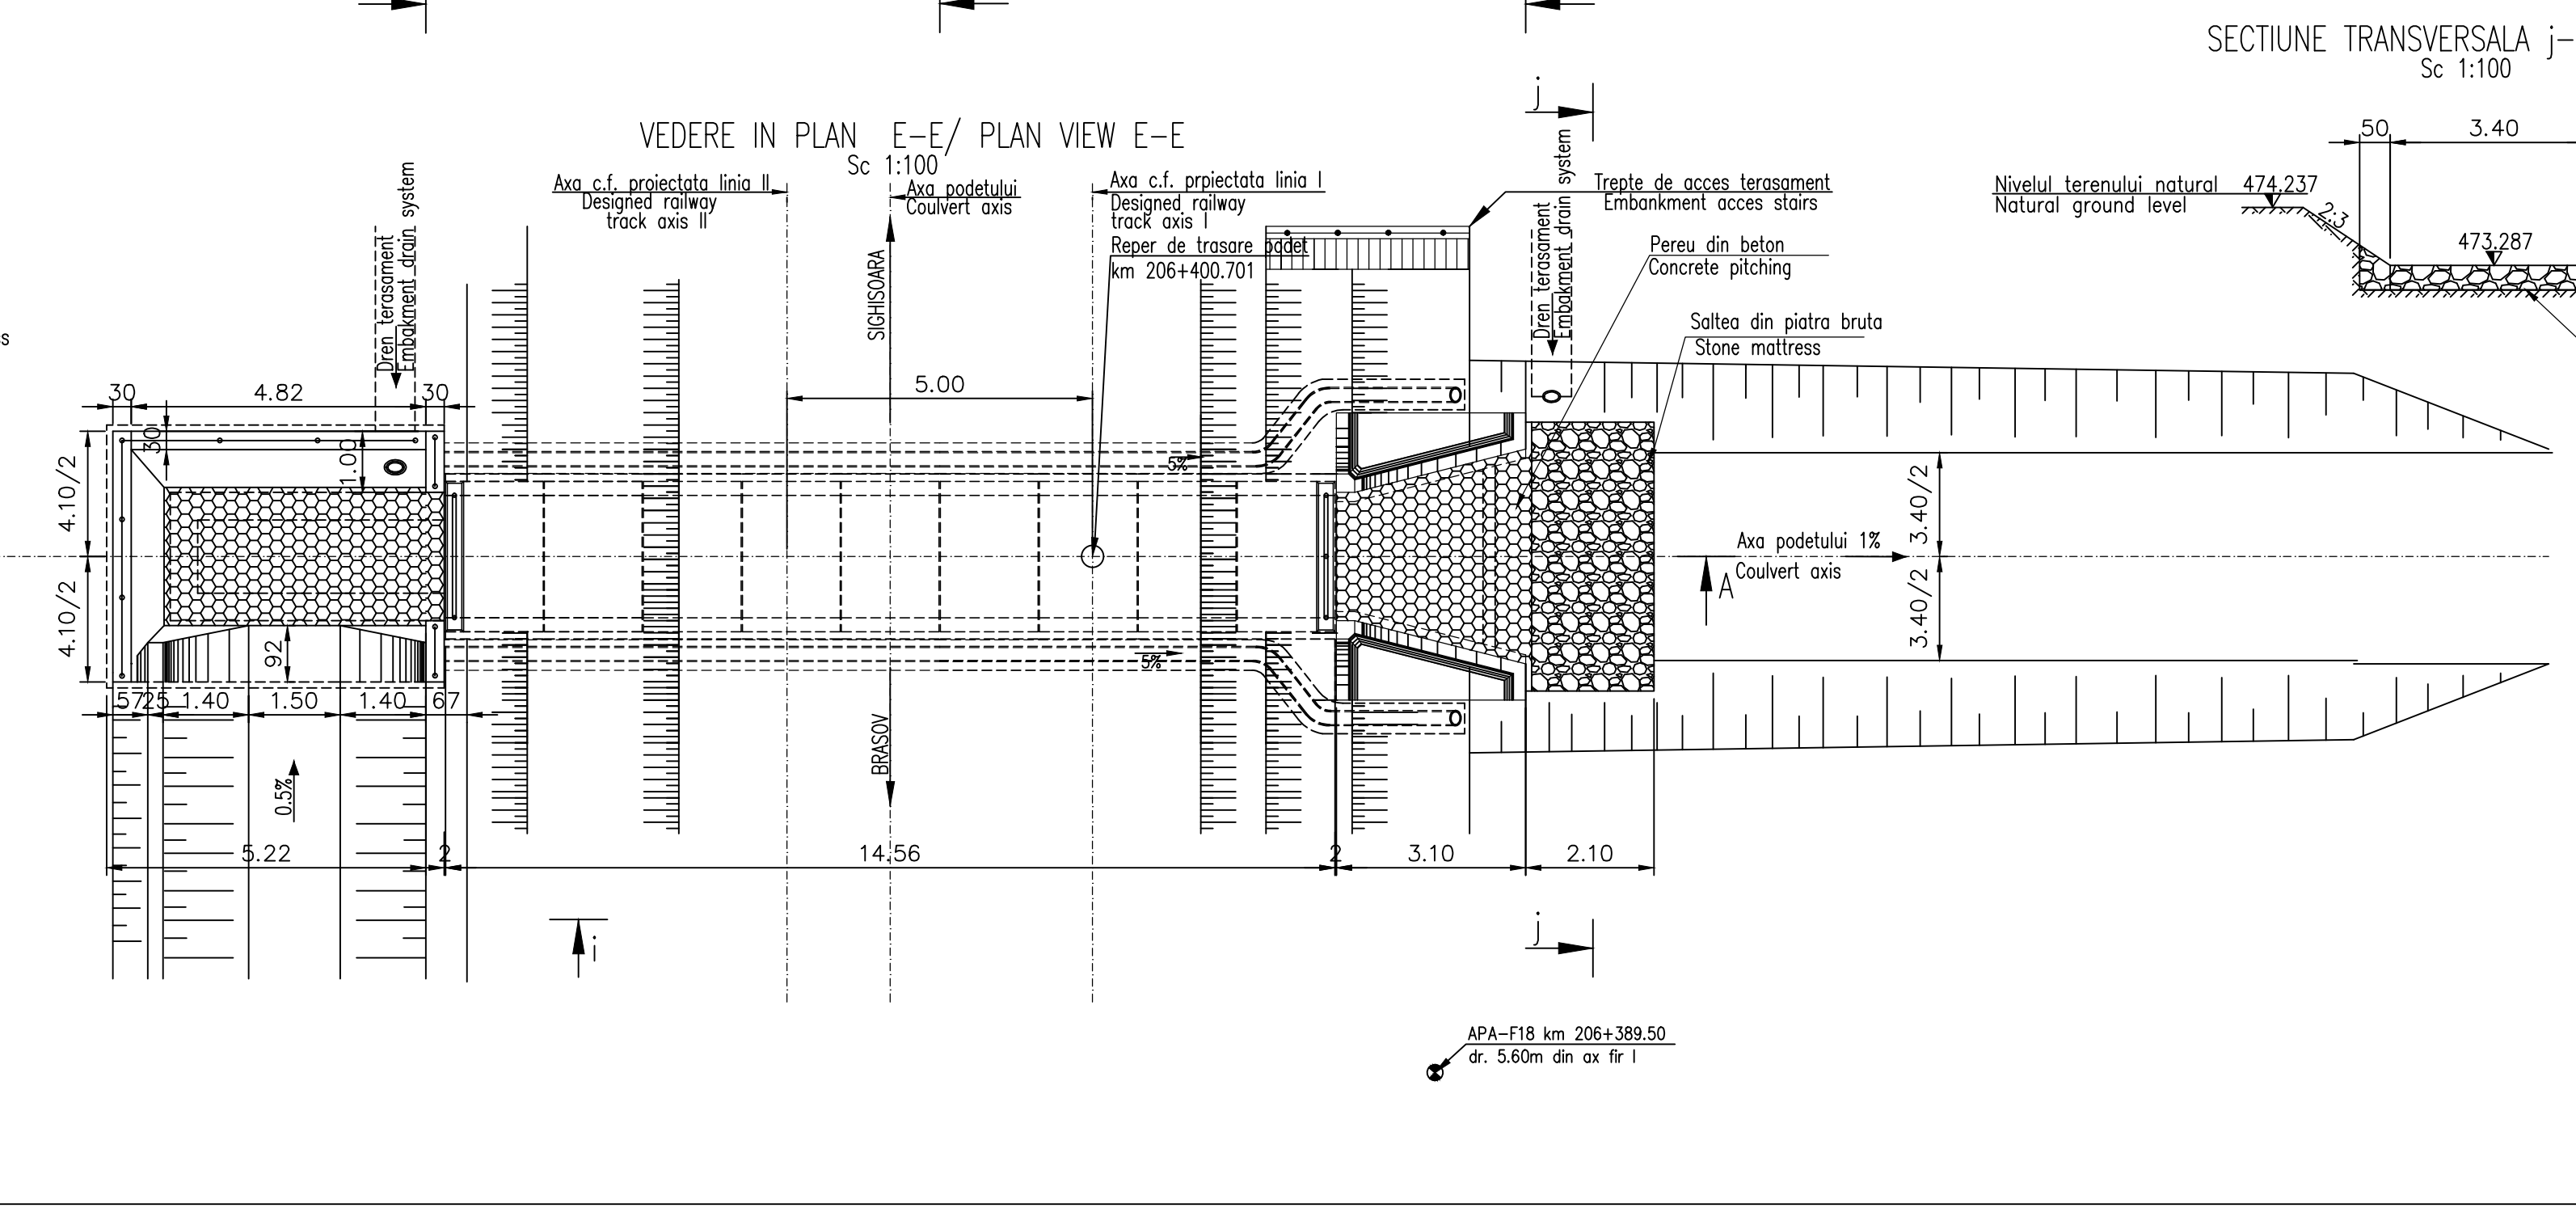 SECTIUNE TRANSVERSALA j-
Sc 1:100
j
VEDERE IN PLAN E-E/ PLAN VIEW E-E
Sc 1:100
Axa c.f. proiectata linia II
Designed railway
track axis II
Axa podetului
Coulvert axis
Axa c.f. prpiectata linia I
Designed railway
track axis I
Reper de trasare podet
km 206+400.701
Trepte de acces terasament
Embankment acces stairs
Pereu din beton
Concrete pitching
Saltea din piatra bruta
Stone mattress
Nivelul terenului natural 474.237
Natural ground level
50 3.40
2:3
473.287
Dren terasament
Embakment drain system
Dren terasament
Embakment drain system
SIGHISOARA
BRASOV
s
30 4.82 30
5.00
30
1.00
4.10/2
4.10/2
5%
5%
92
57 25 1.40 1.50 1.40 67
0.5%
3.40/2
3.40/2
Axa podetului 1%
Coulvert axis
A
5.22 2 14.56 2 3.10 2.10
i
j
APA-F18 km 206+389.50
dr. 5.60m din ax fir I